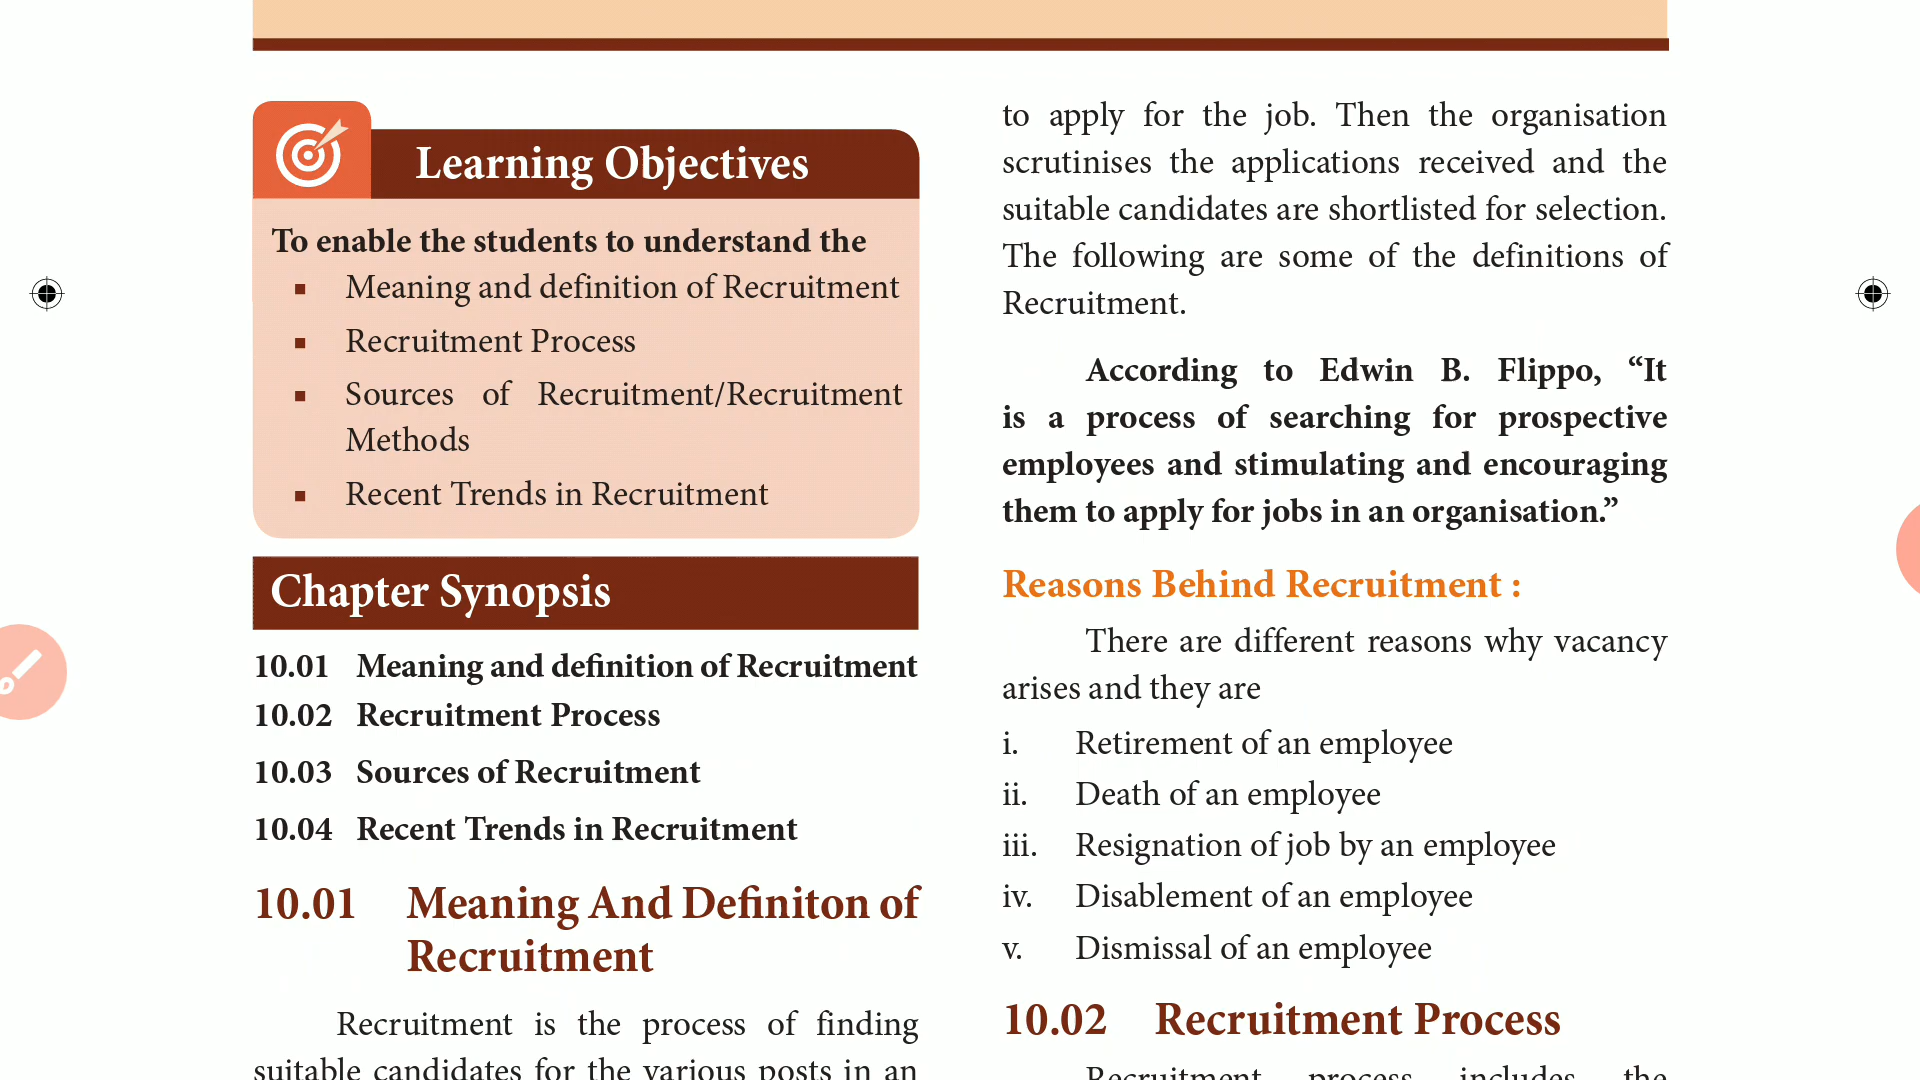 Learning Objectives
To enable the students to understand the
▪ Meaning and definition of Recruitment
▪ Recruitment Process
▪ Sources of Recruitment/Recruitment
Methods
▪ Recent Trends in Recruitment
Chapter Synopsis
10.01 Meaning and definition of Recruitment
10.02 Recruitment Process
10.03 Sources of Recruitment
10.04 Recent Trends in Recruitment
10.01 Meaning And Definiton of
Recruitment
Recruitment is the process of finding
suitable candidates for the various posts in an
to apply for the job. Then the organisation
scrutinises the applications received and the
suitable candidates are shortlisted for selection.
The following are some of the definitions of
Recruitment.
According to Edwin B. Flippo, “It
is a process of searching for prospective
employees and stimulating and encouraging
them to apply for jobs in an organisation.”
Reasons Behind Recruitment :
There are different reasons why vacancy
arises and they are
i. Retirement of an employee
ii. Death of an employee
iii. Resignation of job by an employee
iv. Disablement of an employee
v. Dismissal of an employee
10.02 Recruitment Process
Recruitment process includes the